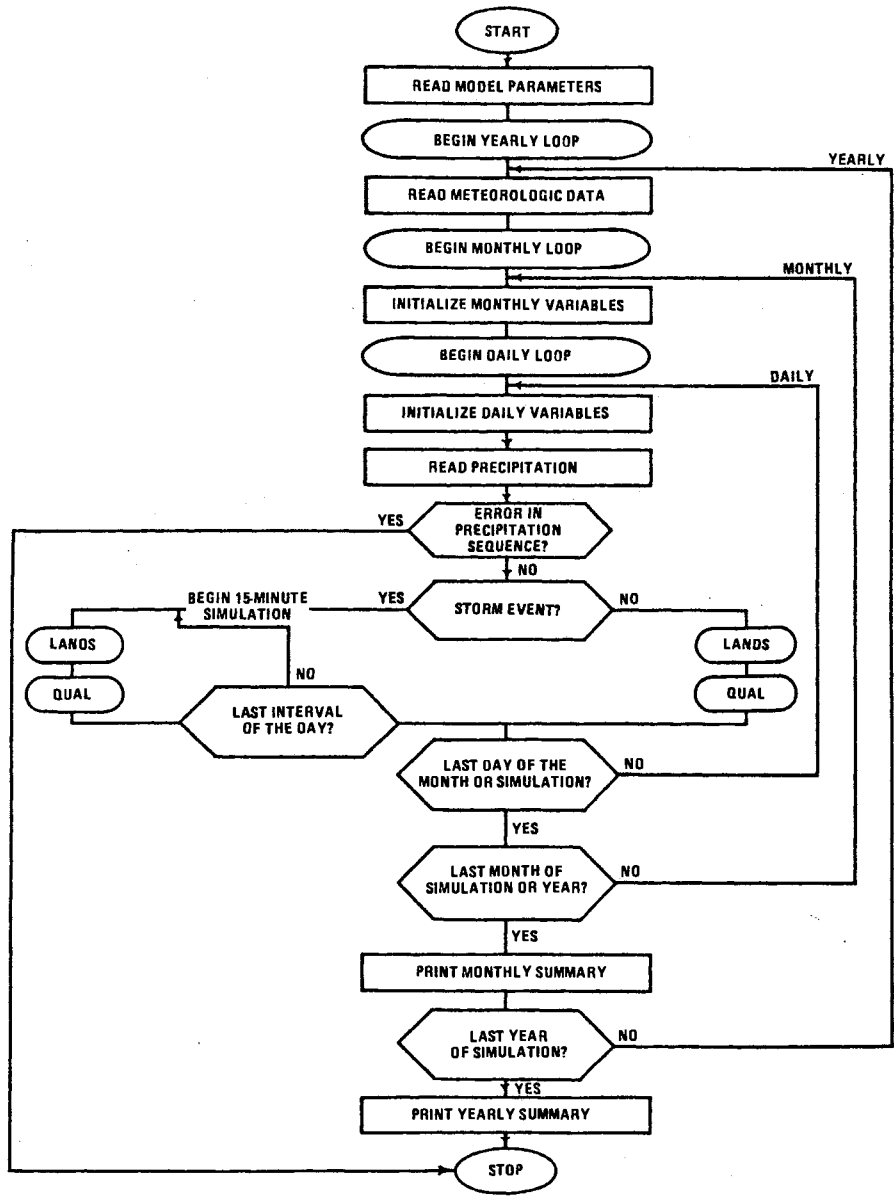 START
READ MODEL PARAMETERS
BEGIN YEARLY LOOP
YEARLY
READ METEOROLOGIC DATA
BEGIN MONTHLY LOOP
MONTHLY
INITIALIZE MONTHLY VARIABLES
BEGIN DAILY LOOP
DAILY
INITIALIZE DAILY VARIABLES
READ PRECIPITATION
YES
ERROR IN
PRECIPITATION
SEQUENCE?
NO
BEGIN 15-MINUTE
SIMULATION
YES
STORM EVENT?
NO
LANDS
LANDS
QUAL
NO
QUAL
LAST INTERVAL
OF THE DAY?
LAST DAY OF THE
MONTH OR SIMULATION?
NO
YES
LAST MONTH OF
SIMULATION OR YEAR?
NO
YES
PRINT MONTHLY SUMMARY
LAST YEAR
OF SIMULATION?
NO
YES
PRINT YEARLY SUMMARY
STOP